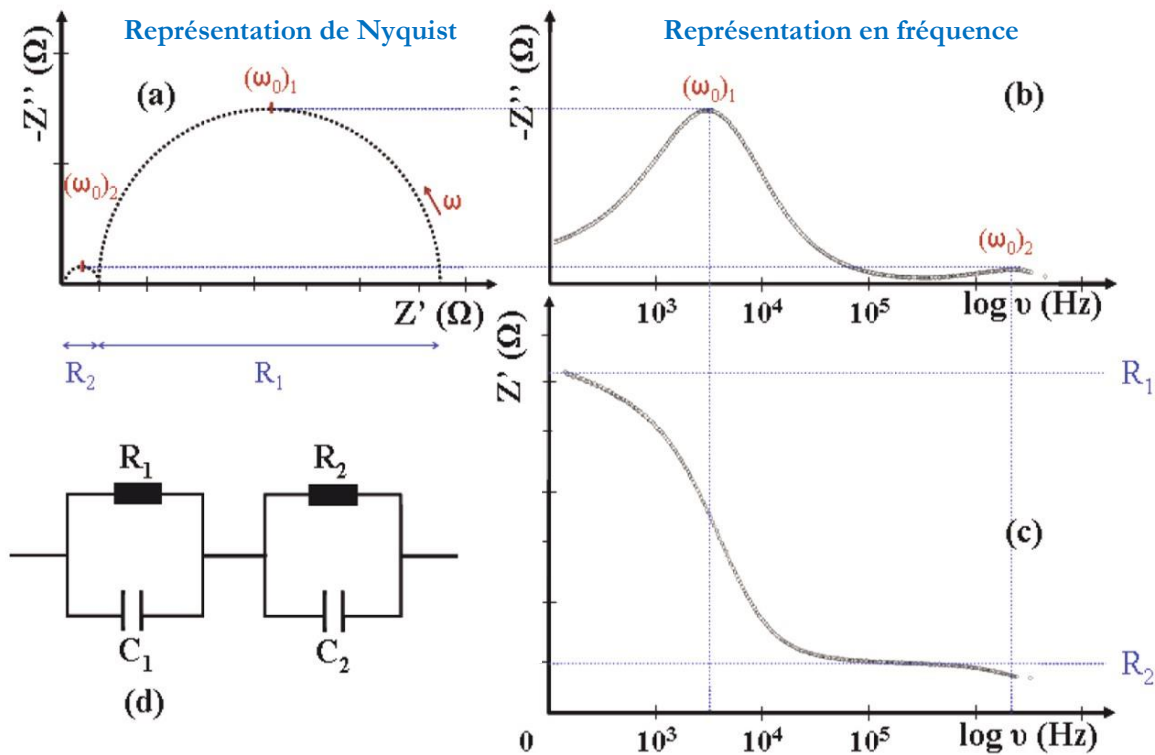 Représentation de Nyquist
Représentation en fréquence
-Z’’ (Ω)
(a)
(ω₀)₁
(ω₀)₂
ω
Z’ (Ω)
R₂
R₁
-Z’’ (Ω)
(ω₀)₁
(b)
(ω₀)₂
10³
10⁴
10⁵
log υ (Hz)
Z’ (Ω)
R₁
(c)
R₂
0
10³
10⁴
10⁵
log υ (Hz)
R₁
R₂
C₁
C₂
(d)